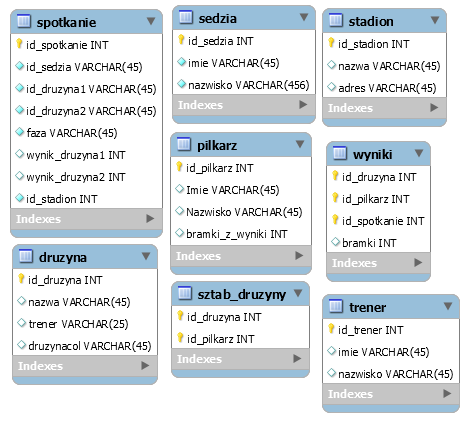 spotkanie
id_spotkanie INT
id_sedzia VARCHAR(45)
id_druzyna1 VARCHAR(45)
id_druzyna2 VARCHAR(45)
faza VARCHAR(45)
wynik_druzyna1 INT
wynik_druzyna2 INT
id_stadion INT
Indexes
sedzia
id_sedzia INT
imie VARCHAR(45)
nazwisko VARCHAR(456)
Indexes
stadion
id_stadion INT
nazwa VARCHAR(45)
adres VARCHAR(45)
Indexes
pilkarz
id_pilkarz INT
Imie VARCHAR(45)
Nazwisko VARCHAR(45)
bramki_z_wyniki INT
Indexes
wyniki
id_druzyna INT
id_pilkarz INT
id_spotkanie INT
bramki INT
Indexes
druzyna
id_druzyna INT
nazwa VARCHAR(45)
trener VARCHAR(25)
druzynacol VARCHAR(45)
Indexes
sztab_druzyny
id_druzyna INT
id_pilkarz INT
Indexes
trener
id_trener INT
imie VARCHAR(45)
nazwisko VARCHAR(45)
Indexes